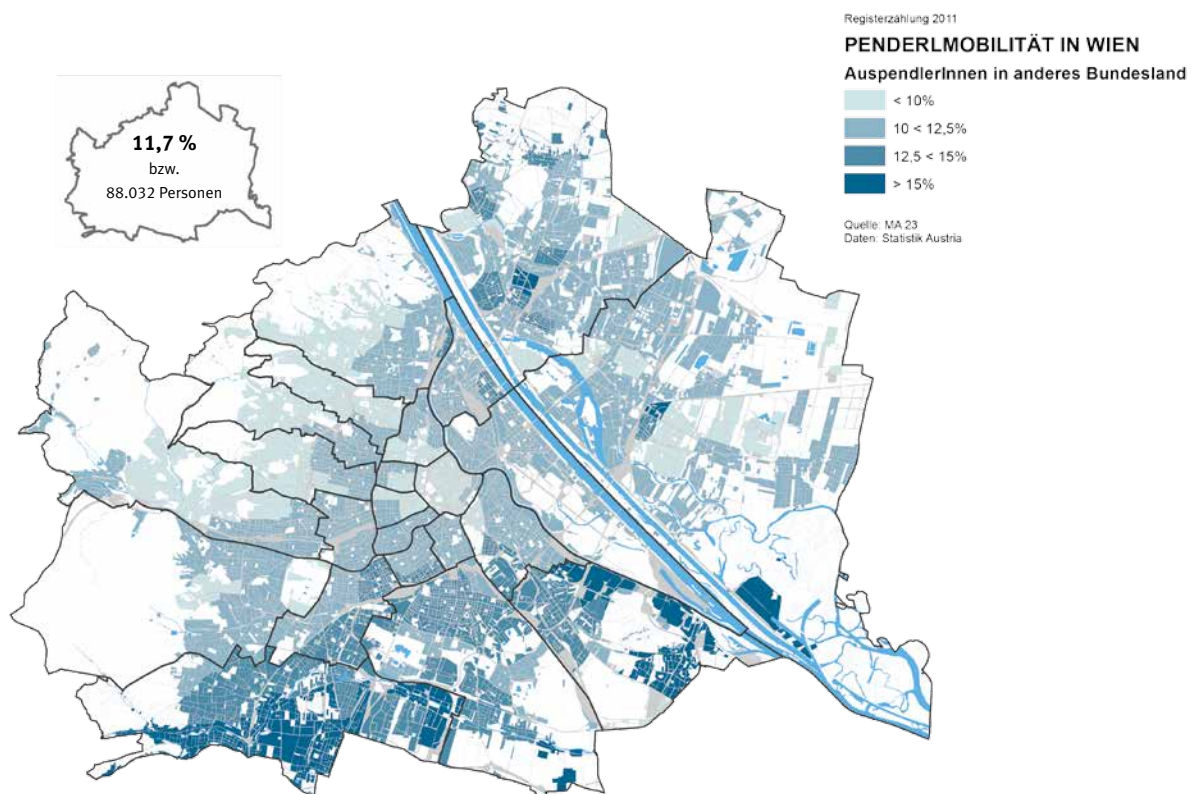 Registerzählung 2011
PENDERLMOBILITÄT IN WIEN
AuspendlerInnen in anderes Bundesland
< 10%
10 < 12,5%
12,5 < 15%
> 15%
Quelle: MA 23
Daten: Statistik Austria
11,7 %
bzw.
88.032 Personen